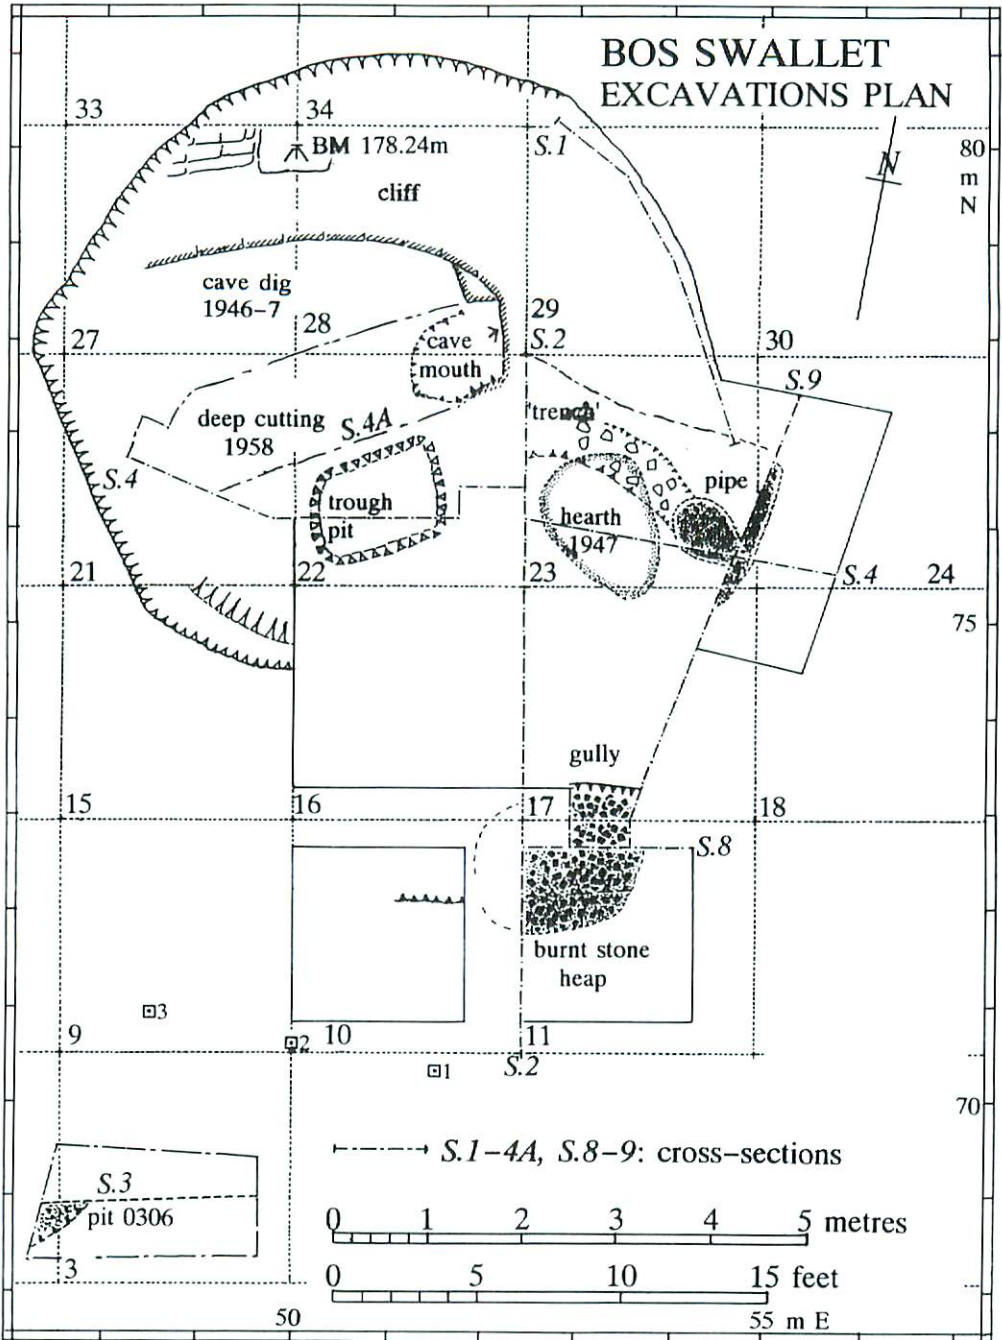 BOS SWALLET
EXCAVATIONS PLAN
33
34
BM 178.24m
S.1
80
m
N
N
cliff
cave dig
1946-7
28
29
27
cave
mouth
S.2
30
S.9
deep cutting
1958
S.4A
'trench'
S.4
trough
pit
pipe
hearth
1947
21
22
23
S.4
24
75
gully
15
16
17
18
S.8
burnt stone
heap
3
9
2
10
11
1
S.2
70
S.1-4A, S.8-9: cross-sections
S.3
pit 0306
3
0 1 2 3 4 5 metres
0 5 10 15 feet
50
55 m E